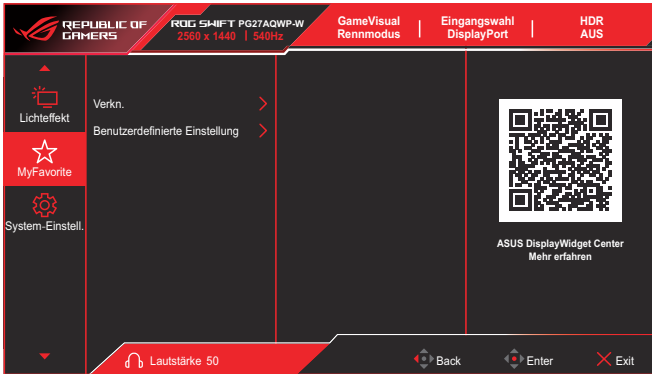 REPUBLIC OF
GAMERS
ROG SWIFT PG27AQWP-W
2560 x 1440 | 540Hz
GameVisual
Rennmodus
Eingangswahl
DisplayPort
HDR
AUS
Lichteffekt
MyFavorite
System-Einstell.
Verkn.
Benutzerdefinierte Einstellung
ASUS DisplayWidget Center
Mehr erfahren
Lautstärke 50
Back
Enter
Exit